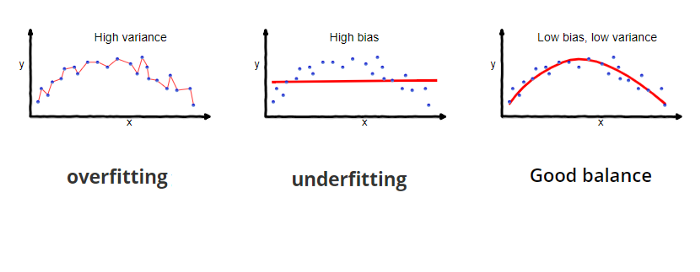 High variance
y
x
overfitting
High bias
y
x
underfitting
Low bias, low variance
y
x
Good balance